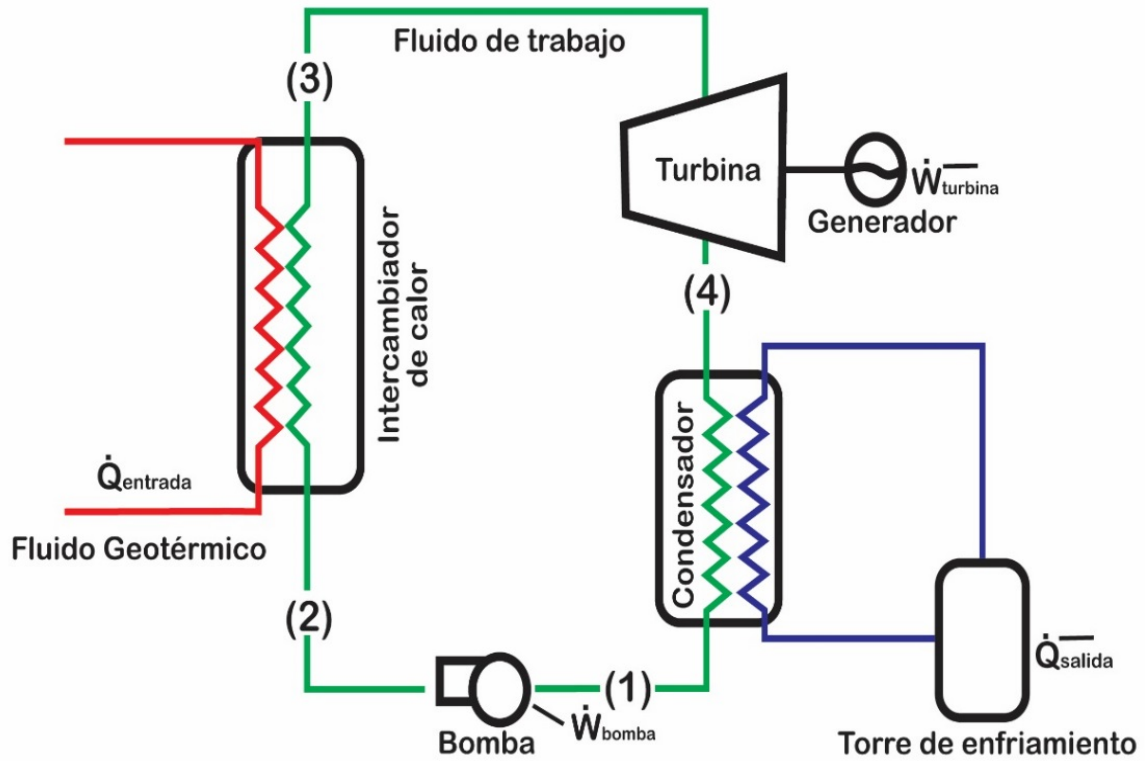 Fluido de trabajo
(3)
Turbina
Ẇturbina
Generador
Intercambiador
de calor
(4)
Q̇entrada
Fluido Geotérmico
Condensador
(2)
(1)
Ẇbomba
Bomba
Q̇salida
Torre de enfriamiento